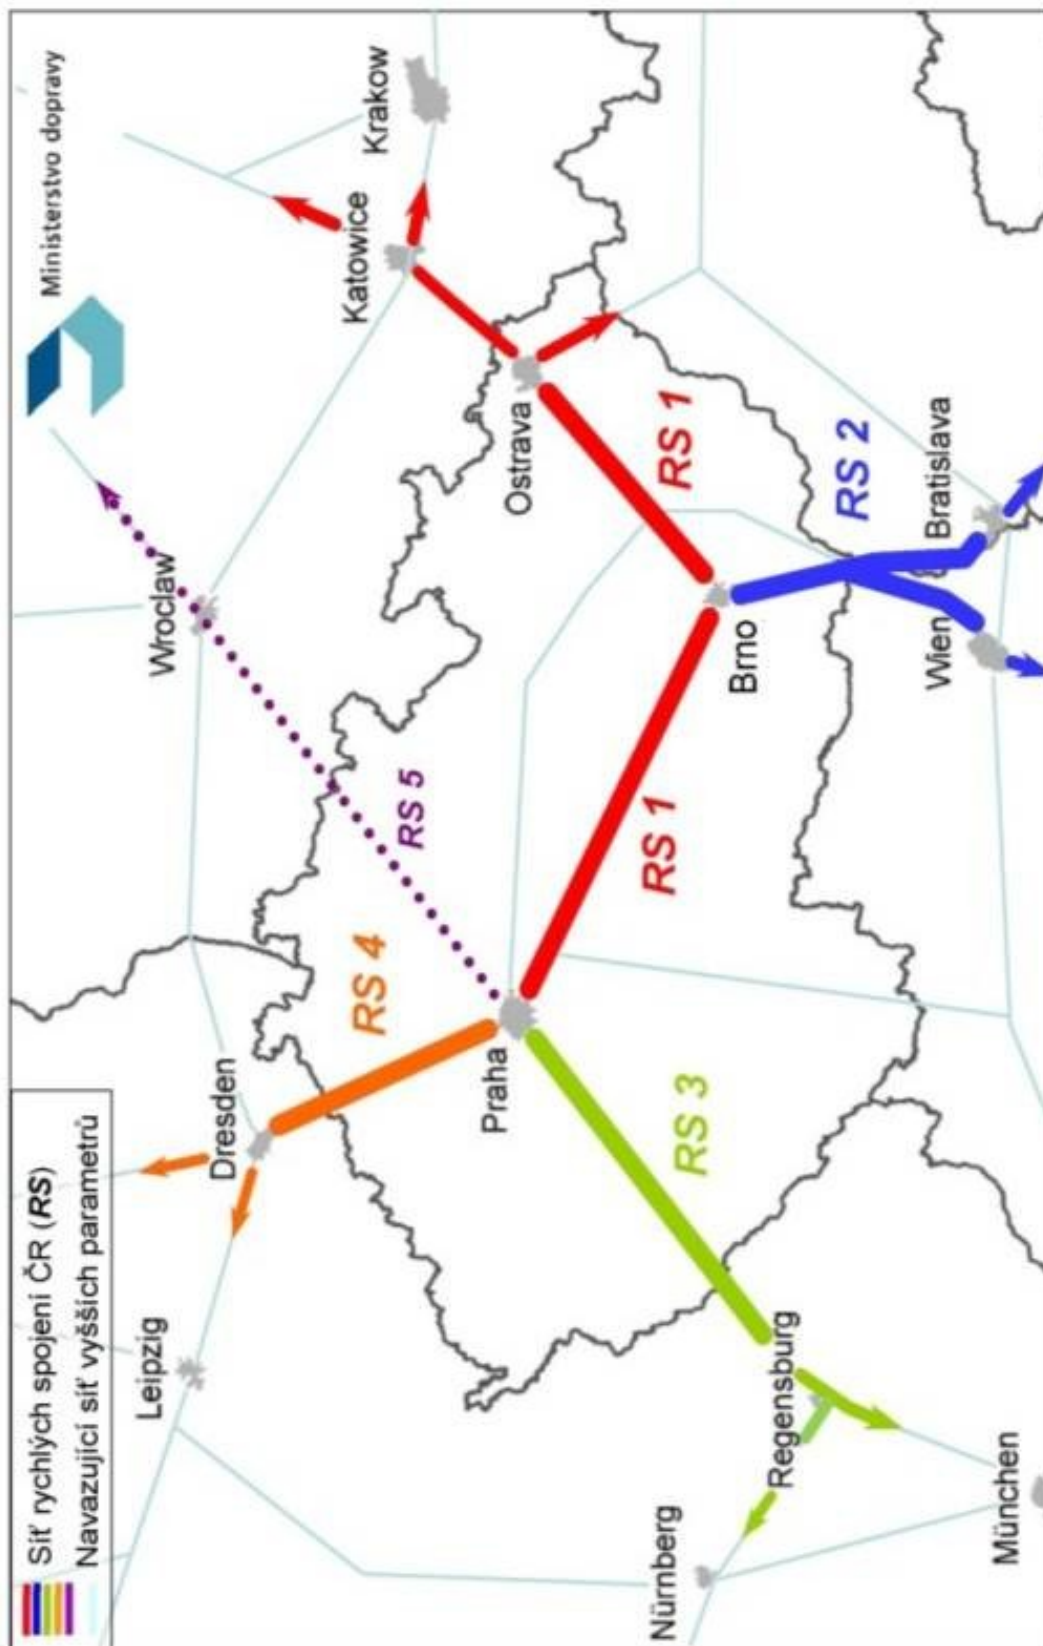 Síť rychlých spojení ČR (RS)
Navazující síť vyšších parametrů
Ministerstvo dopravy
Leipzig
Dresden
Wroclaw
Katowice
Krakow
RS 4
RS 5
Praha
Ostrava
Nürnberg
Regensburg
RS 3
RS 1
RS 1
Brno
RS 2
München
Wien
Bratislava